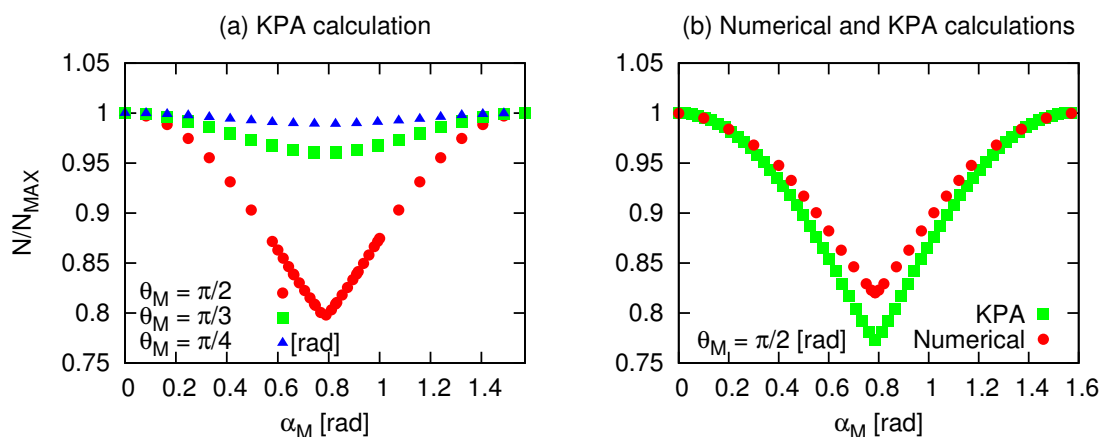 (a) KPA calculation
(b) Numerical and KPA calculations
N/N_MAX
1.05
1
0.95
0.9
0.85
0.8
0.75
θ_M = π/2
θ_M = π/3
θ_M = π/4 [rad]
0 0.2 0.4 0.6 0.8 1 1.2 1.4
α_M [rad]
1.05
1
0.95
0.9
0.85
0.8
0.75
KPA
θ_M = π/2 [rad] Numerical
0 0.2 0.4 0.6 0.8 1 1.2 1.4 1.6
α_M [rad]